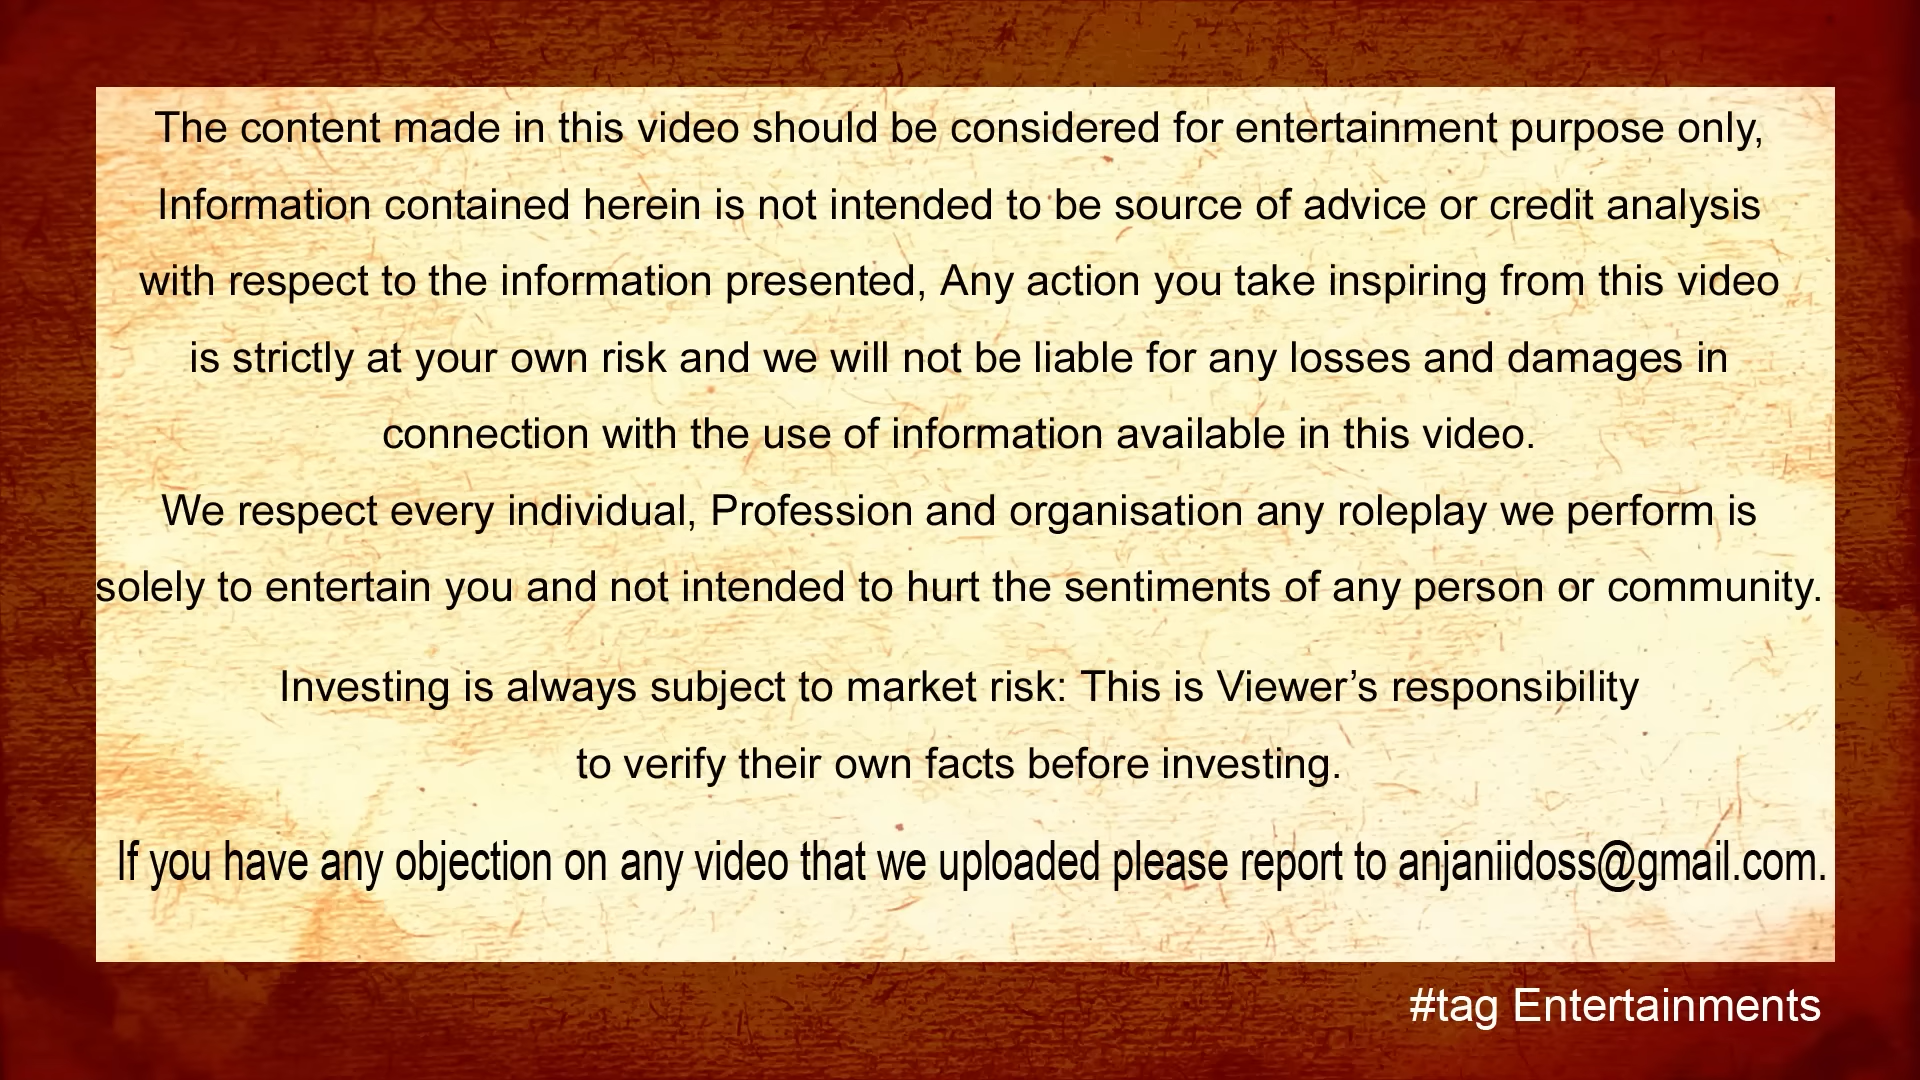 The content made in this video should be considered for entertainment purpose only,
Information contained herein is not intended to be source of advice or credit analysis
with respect to the information presented, Any action you take inspiring from this video
is strictly at your own risk and we will not be liable for any losses and damages in
connection with the use of information available in this video.
We respect every individual, Profession and organisation any roleplay we perform is
solely to entertain you and not intended to hurt the sentiments of any person or community.
Investing is always subject to market risk: This is Viewer’s responsibility
to verify their own facts before investing.
If you have any objection on any video that we uploaded please report to anjaniidoss@gmail.com.
#tag Entertainments